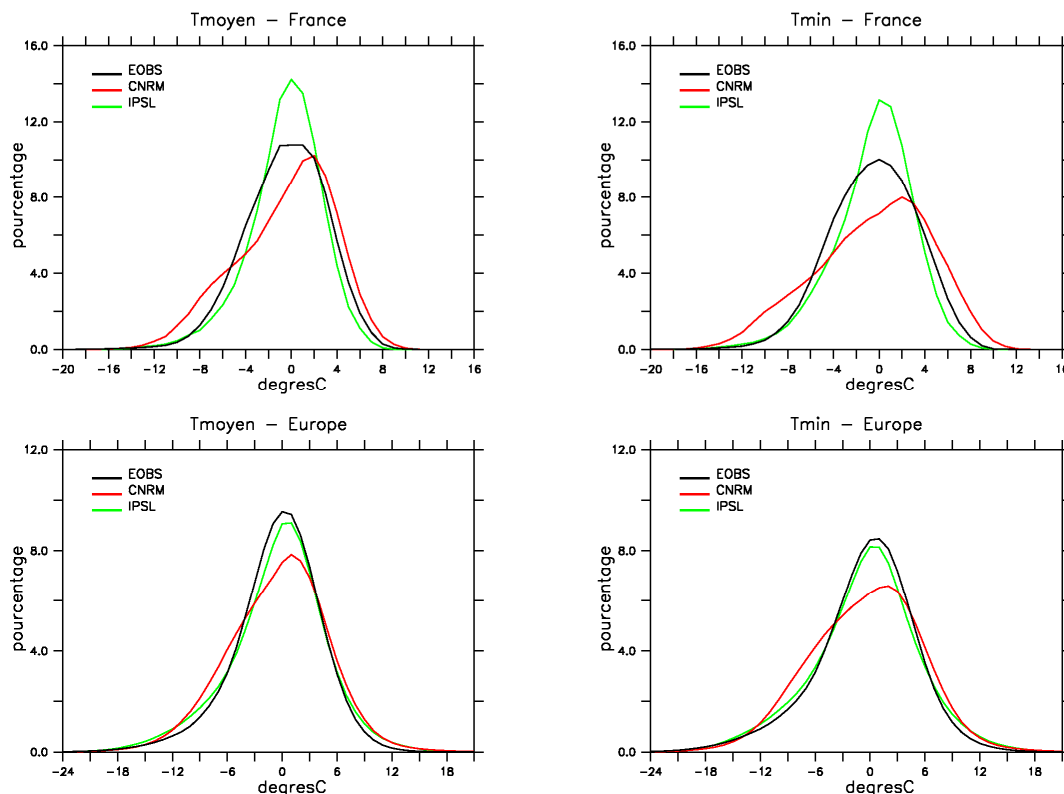 Tmoyen – France
16.0
12.0
8.0
4.0
0.0
pourcentage
EOBS
CNRM
IPSL
-20 -16 -12 -8 -4 0 4 8 12 16
degresC
Tmin – France
16.0
12.0
8.0
4.0
0.0
pourcentage
EOBS
CNRM
IPSL
-20 -16 -12 -8 -4 0 4 8 12 16
degresC
Tmoyen – Europe
12.0
8.0
4.0
0.0
pourcentage
EOBS
CNRM
IPSL
-24 -18 -12 -6 0 6 12 18
degresC
Tmin – Europe
12.0
8.0
4.0
0.0
pourcentage
EOBS
CNRM
IPSL
-24 -18 -12 -6 0 6 12 18
degresC